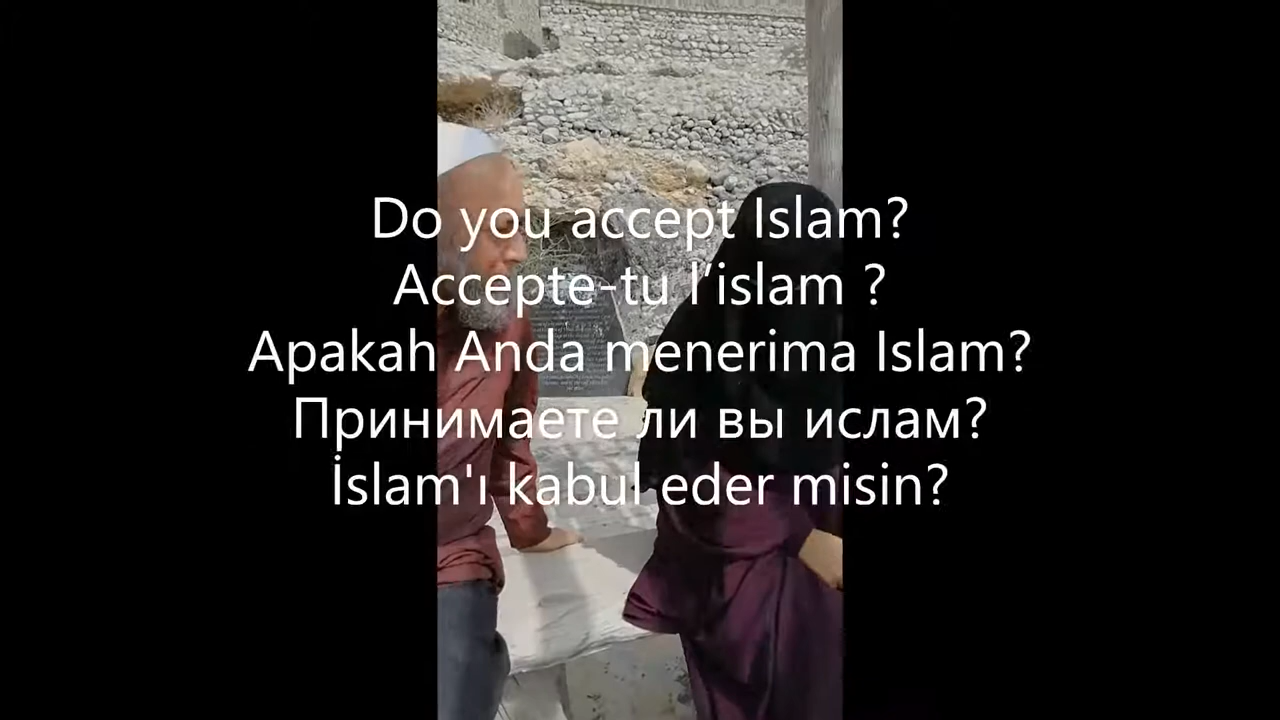 Do you accept Islam?
Accepte-tu l’islam ?
Apakah Anda menerima Islam?
Принимаете ли вы ислам?
İslam'ı kabul eder misin?